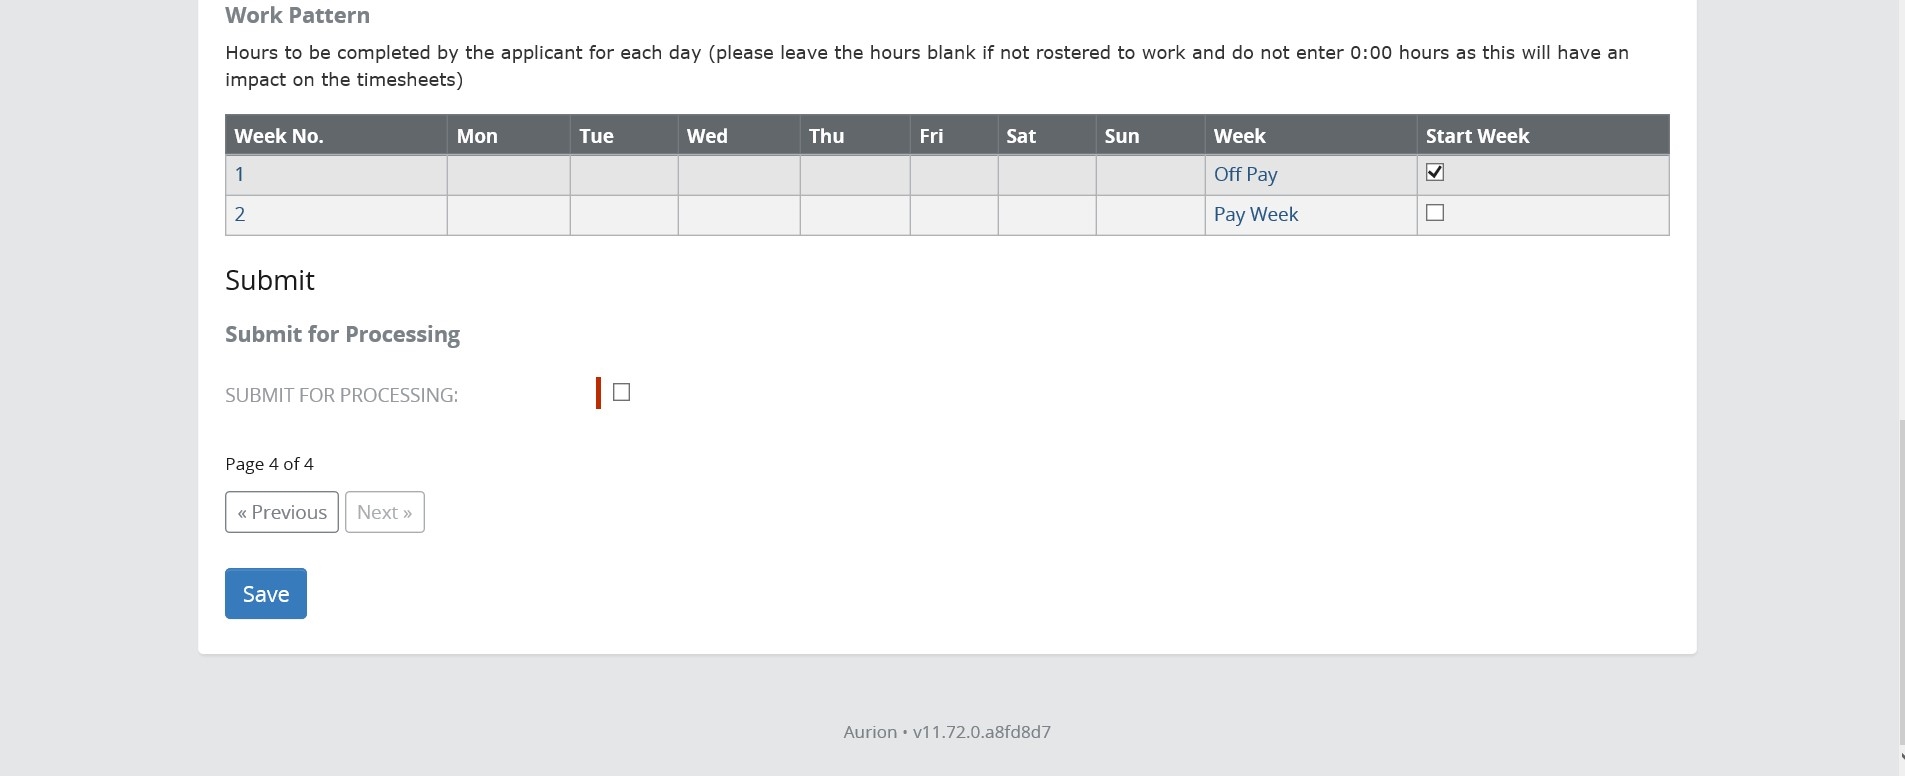 Work Pattern
Hours to be completed by the applicant for each day (please leave the hours blank if not rostered to work and do not enter 0:00 hours as this will have an
impact on the timesheets)
Week No. Mon Tue Wed Thu Fri Sat Sun Week Start Week
1 Off Pay
2 Pay Week
Submit
Submit for Processing
SUBMIT FOR PROCESSING:
Page 4 of 4
« Previous Next »
Save
Aurion • v11.72.0.a8fd8d7